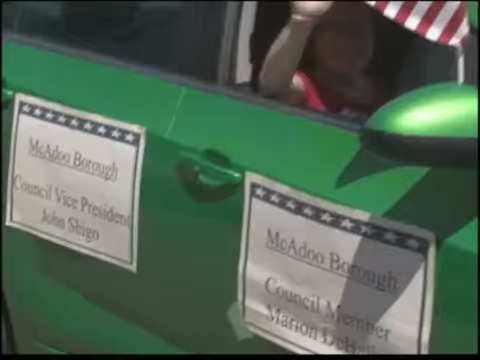 McAdoo Borough
Council Vice President
John Shigo
McAdoo Borough
Council Member
Marion